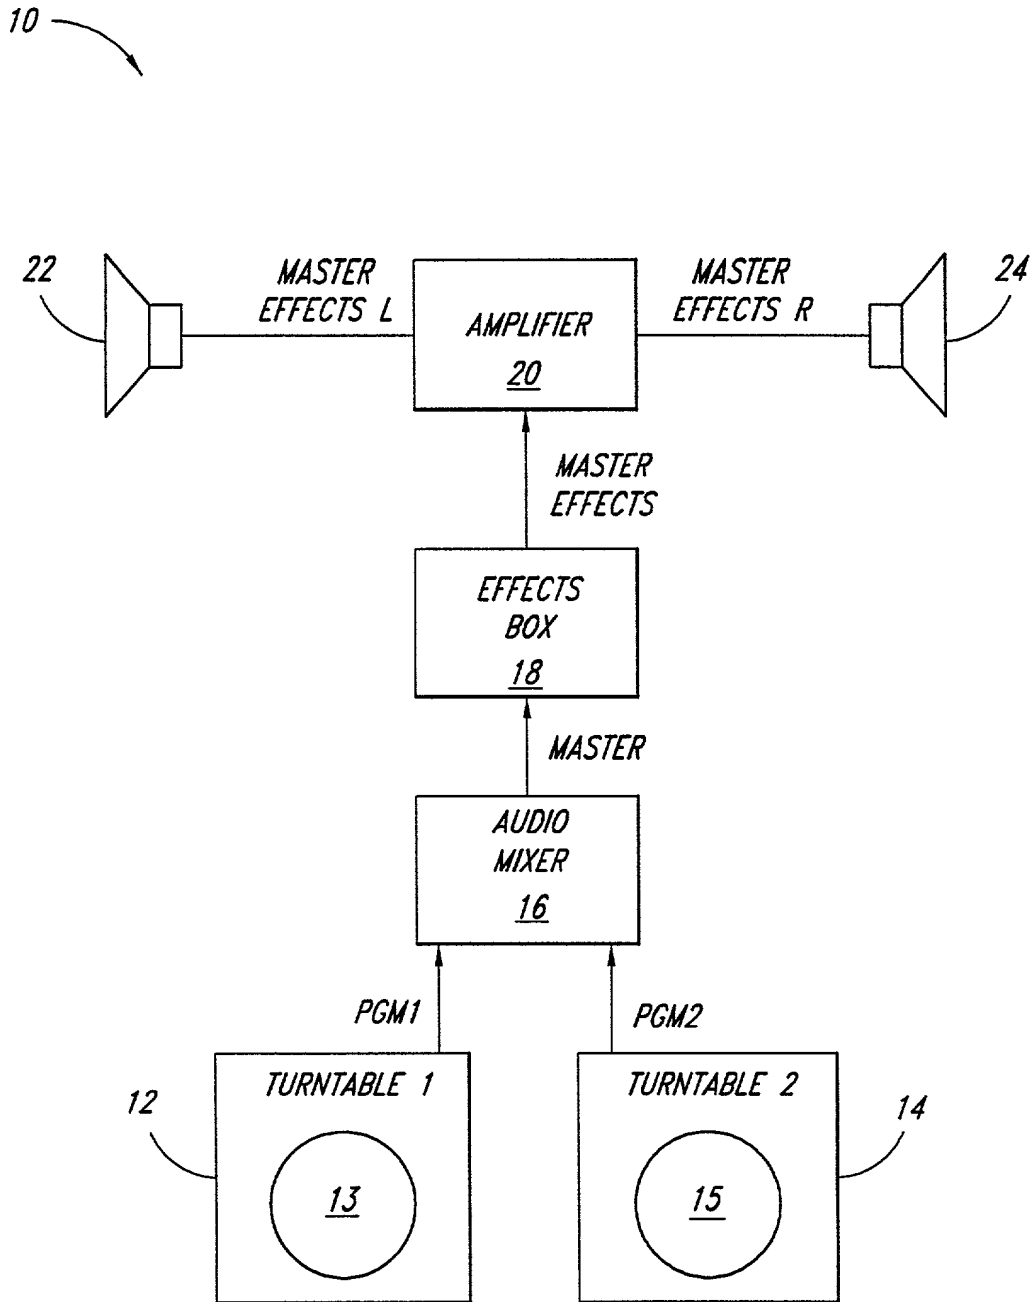 10
22
MASTER
EFFECTS L
AMPLIFIER
20
MASTER
EFFECTS R
24
MASTER
EFFECTS
EFFECTS
BOX
18
MASTER
AUDIO
MIXER
16
PGM1
PGM2
12
TURNTABLE 1
13
TURNTABLE 2
15
14